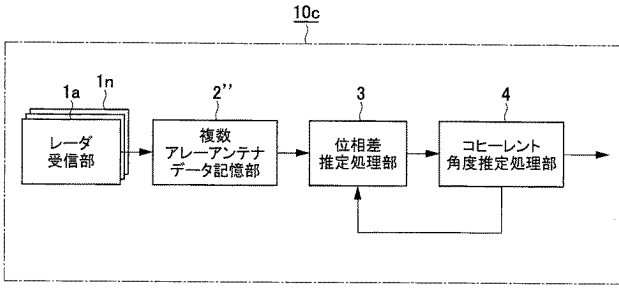 10c
1n
1a
2''
3
4
レーダ
受信部
複数
アレーアンテナ
データ記憶部
位相差
推定処理部
コヒーレント
角度推定処理部